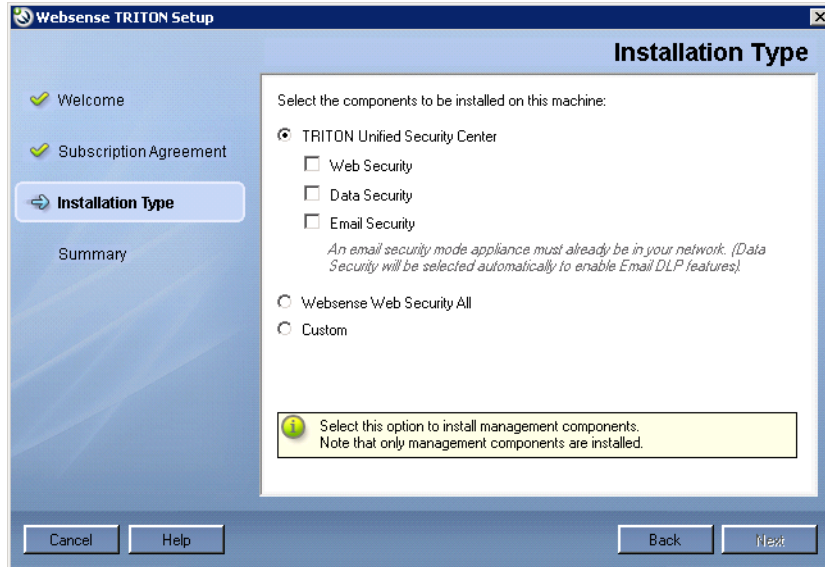 Websense TRITON Setup
Installation Type
Welcome
Subscription Agreement
Installation Type
Summary
Select the components to be installed on this machine:
TRITON Unified Security Center
Web Security
Data Security
Email Security
An email security mode appliance must already be in your network. (Data
Security will be selected automatically to enable Email DLP features).
Websense Web Security All
Custom
Select this option to install management components.
Note that only management components are installed.
Cancel
Help
Back
Next